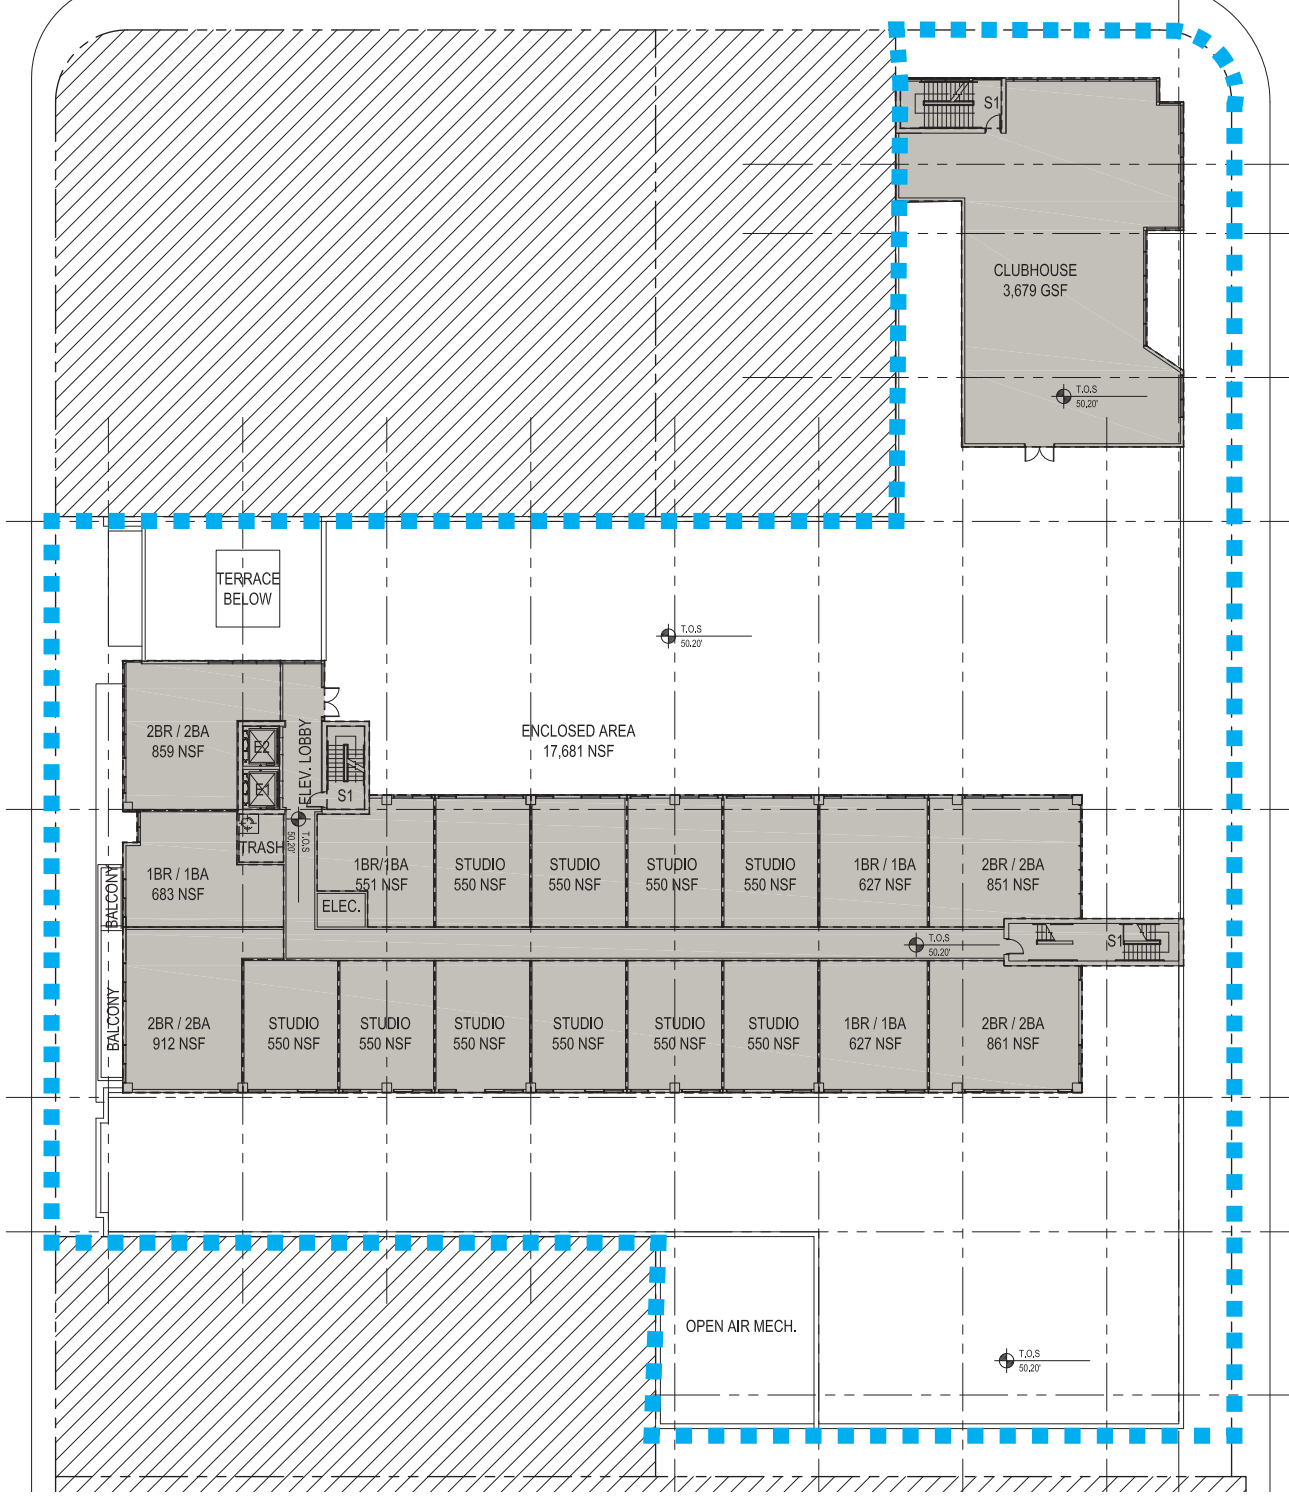 S1
CLUBHOUSE
3,679 GSF
T.O.S
50.20'
TERRACE
BELOW
T.O.S
50.20'
2BR / 2BA
859 NSF
E2
E1
ELEV. LOBBY
S1
ENCLOSED AREA
17,681 NSF
TRASH
T.O.S
50.20'
1BR / 1BA
683 NSF
BALCONY
ELEC.
1BR/1BA
551 NSF
STUDIO
550 NSF
STUDIO
550 NSF
STUDIO
550 NSF
STUDIO
550 NSF
1BR / 1BA
627 NSF
2BR / 2BA
851 NSF
T.O.S
50.20'
S1
BALCONY
2BR / 2BA
912 NSF
STUDIO
550 NSF
STUDIO
550 NSF
STUDIO
550 NSF
STUDIO
550 NSF
STUDIO
550 NSF
STUDIO
550 NSF
1BR / 1BA
627 NSF
2BR / 2BA
861 NSF
OPEN AIR MECH.
T.O.S
50.20'